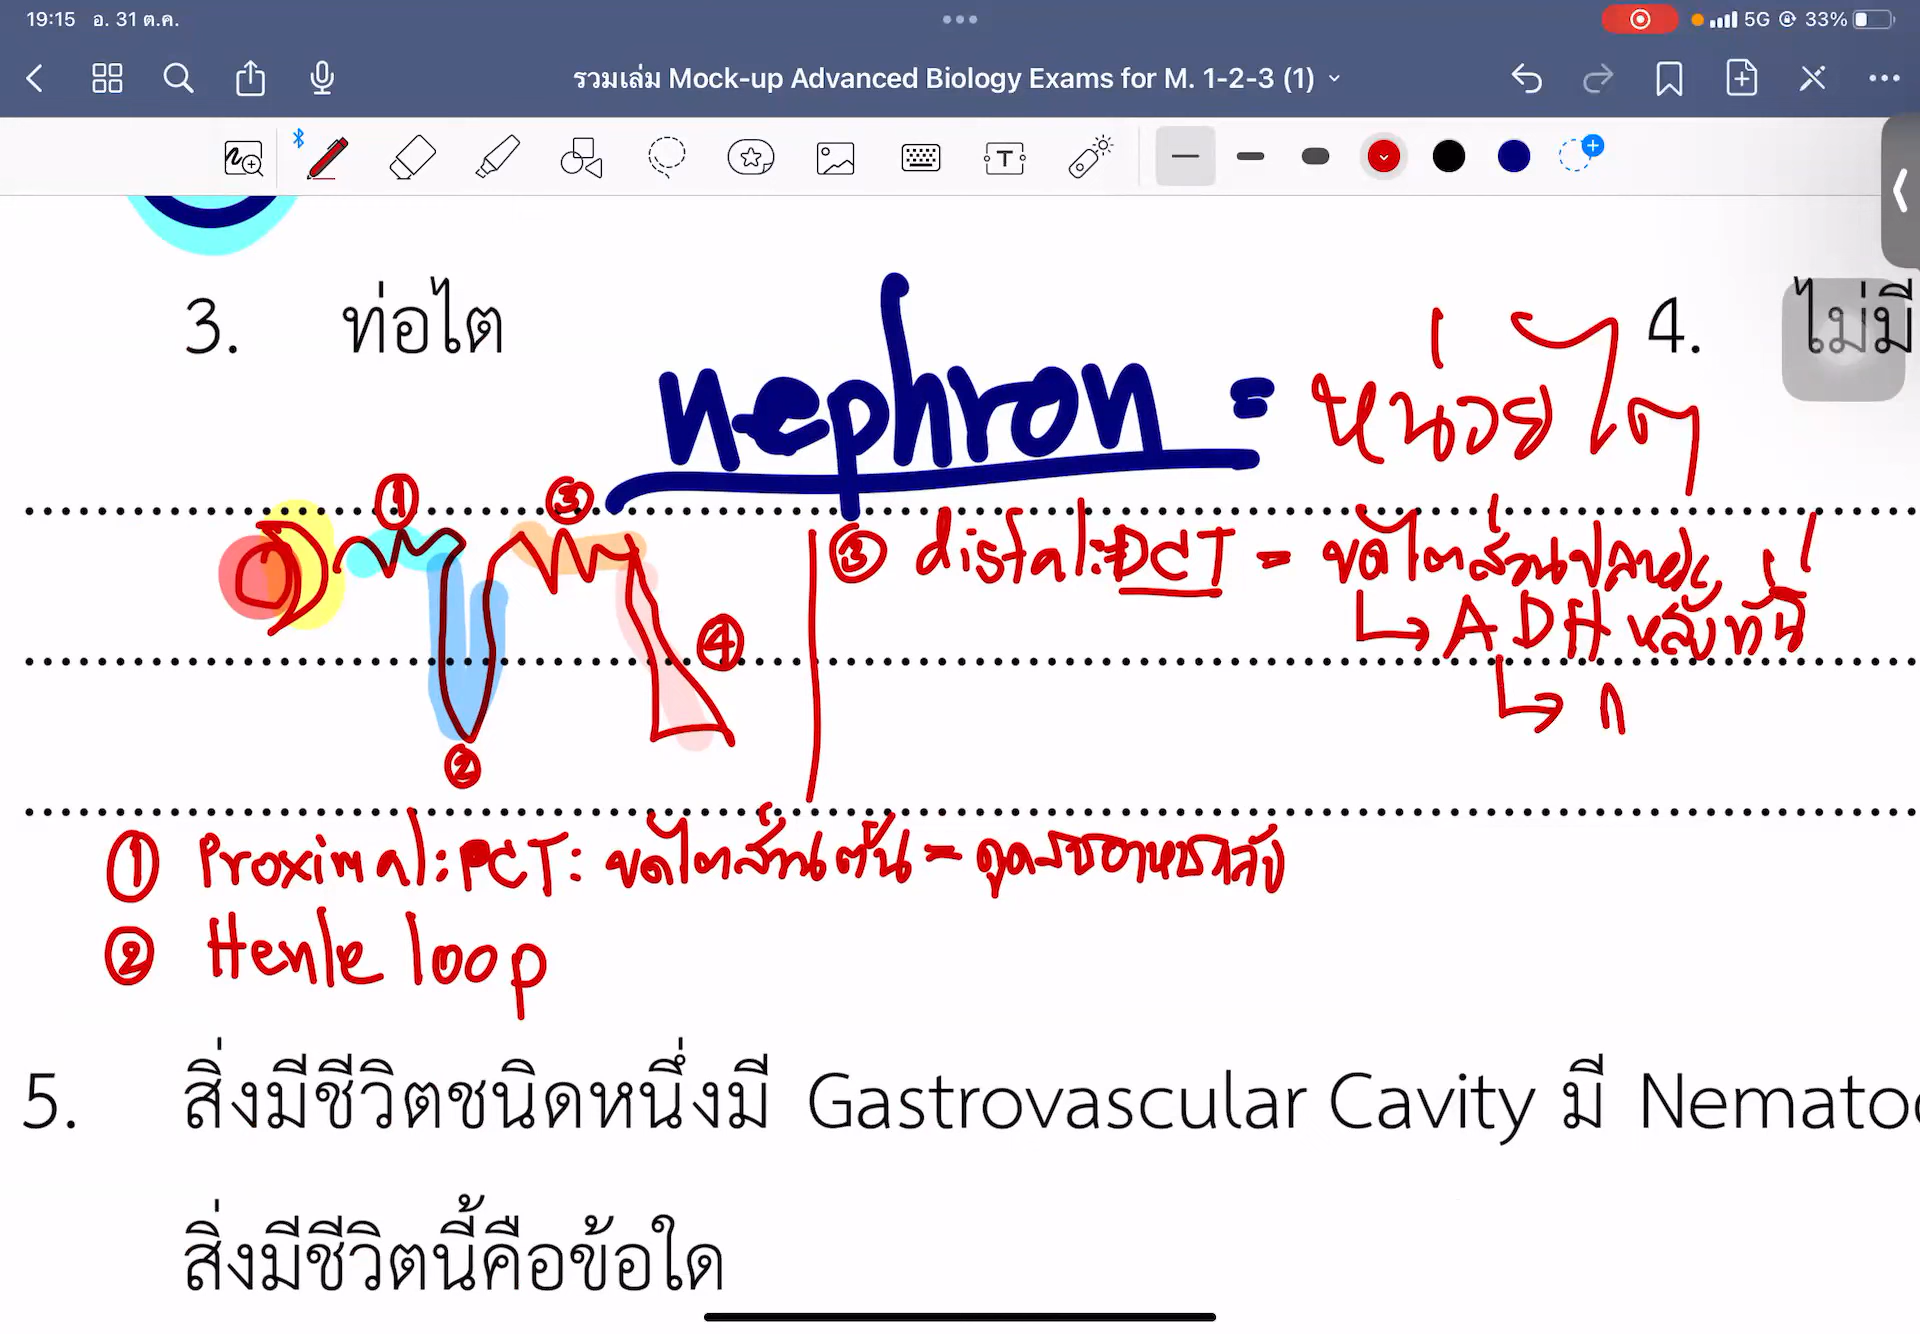 19:15 อ. 31 ต.ค.
5G 33%
รวมเล่ม Mock-up Advanced Biology Exams for M. 1-2-3 (1)
T
3. ท่อไต
4. ไม่มี
nephron = หน่วยไต
① ③
④
②
③ distal: DCT = ขดไตส่วนปลาย
↳ ADH หลั่งที่นี่
↳ ก
① Proximal: PCT: ขดไตส่วนต้น = ดูดสารอาหารกลับ
② Henle loop
5. สิ่งมีชีวิตชนิดหนึ่งมี Gastrovascular Cavity มี Nematoc
สิ่งมีชีวิตนี้คือข้อใด